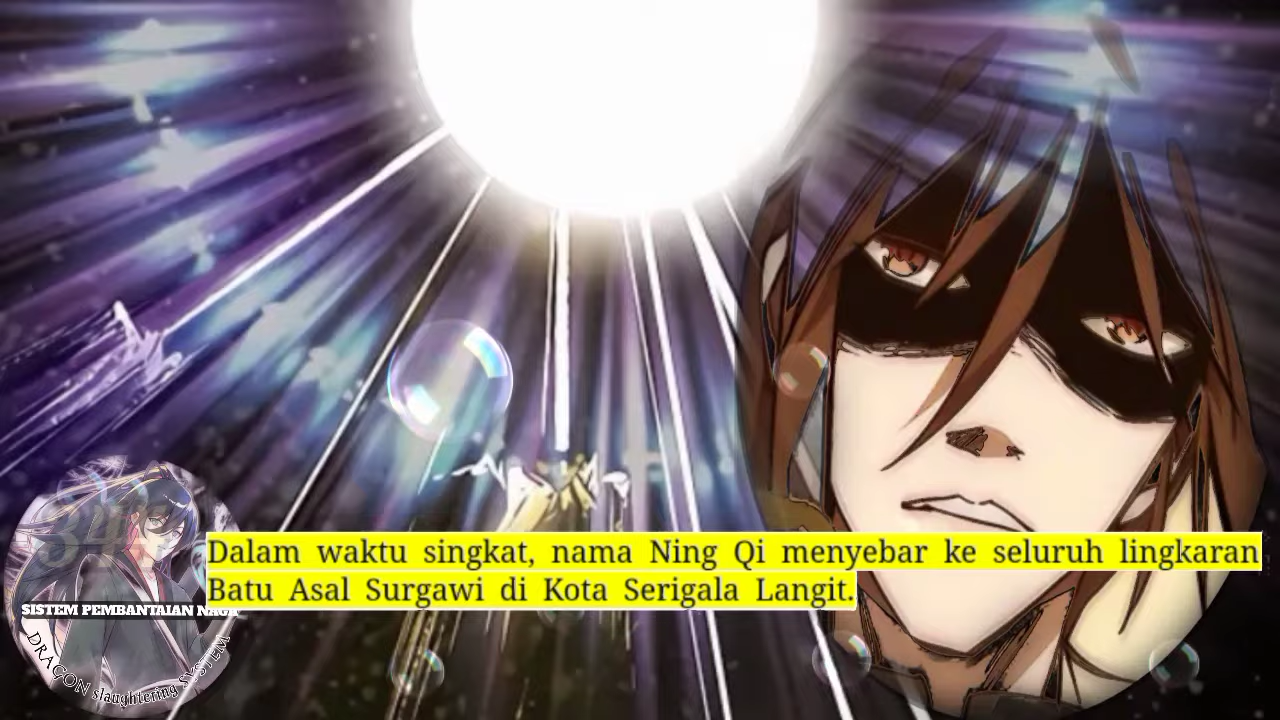 Dalam waktu singkat, nama Ning Qi menyebar ke seluruh lingkaran
Batu Asal Surgawi di Kota Serigala Langit.
SISTEM PEMBANTAIAN NAGA
DRAGON slaughtering SYSTEM